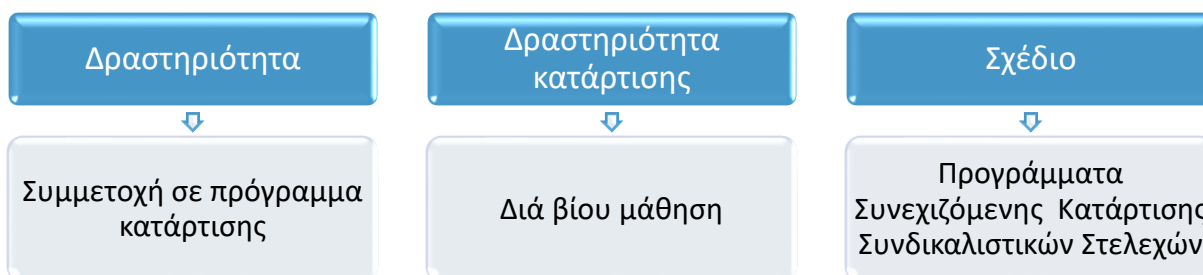 Δραστηριότητα
Συμμετοχή σε πρόγραμμα
κατάρτισης
Δραστηριότητα
κατάρτισης
Διά βίου μάθηση
Σχέδιο
Προγράμματα
Συνεχιζόμενης Κατάρτισης
Συνδικαλιστικών Στελεχών